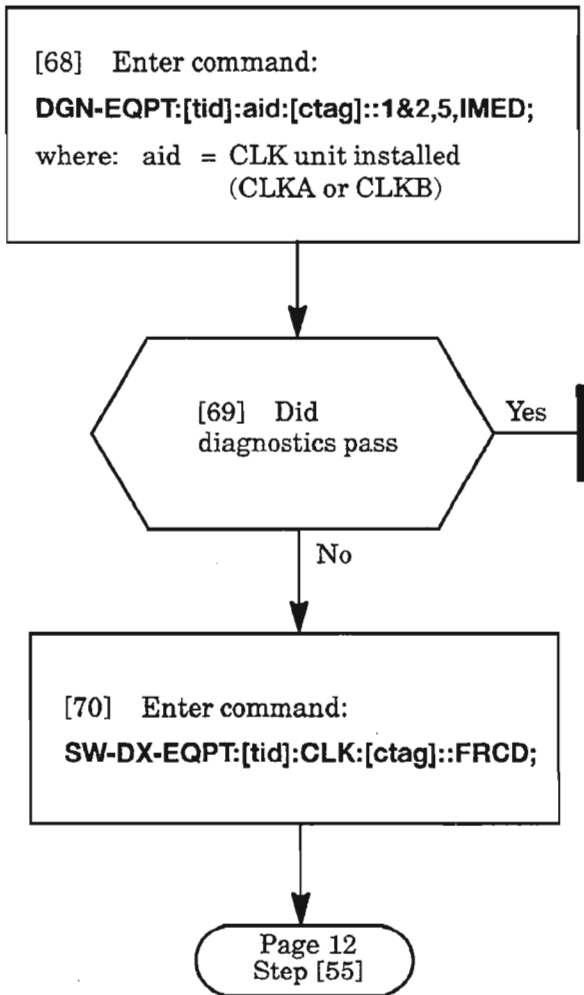 [68] Enter command:
DGN-EQPT:[tid]:aid:[ctag]::1&2,5,IMED;
where: aid = CLK unit installed
(CLKA or CLKB)
[69] Did
diagnostics pass
Yes
No
[70] Enter command:
SW-DX-EQPT:[tid]:CLK:[ctag]::FRCD;
Page 12
Step [55]